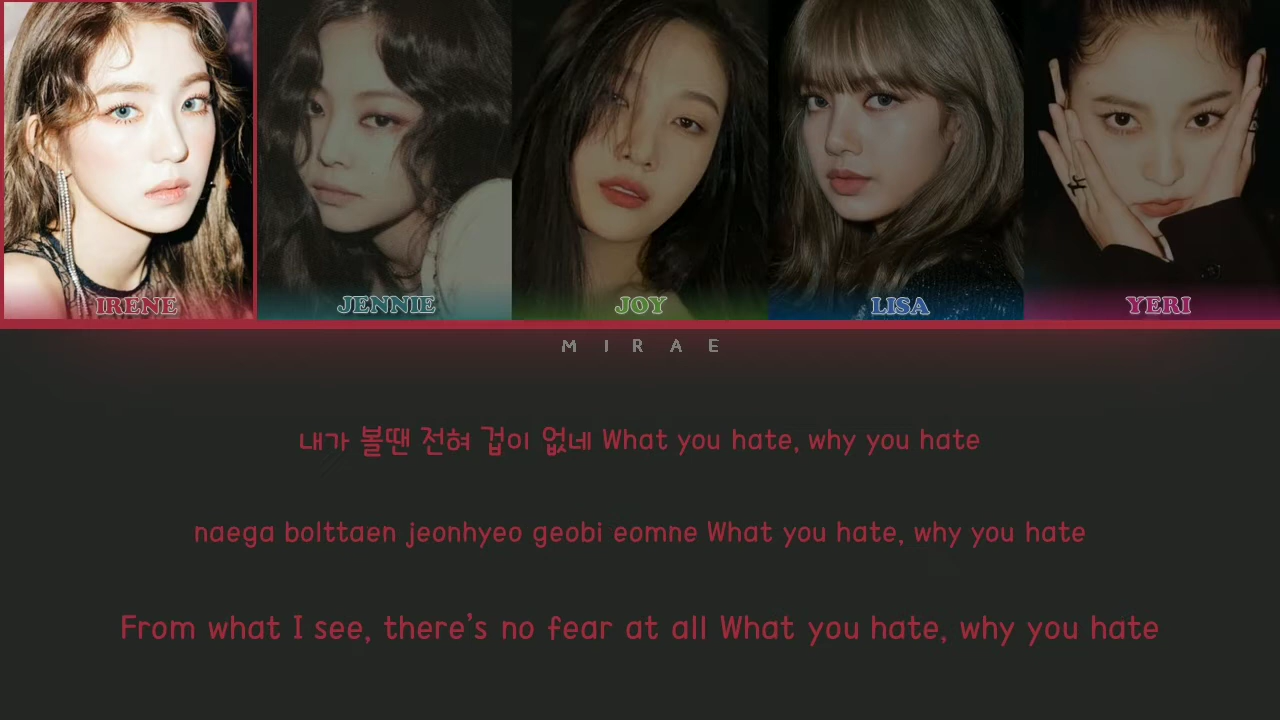 IRENE
JENNIE
JOY
LISA
YERI
MIRAE
내가 볼땐 전혀 겁이 없네 What you hate, why you hate
naega bolttaen jeonhyeo geobi eomne What you hate, why you hate
From what I see, there's no fear at all What you hate, why you hate